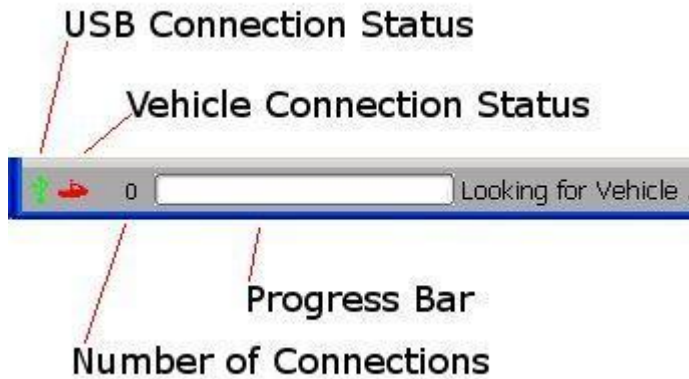 USB Connection Status
Vehicle Connection Status
0 Looking for Vehicle
Progress Bar
Number of Connections